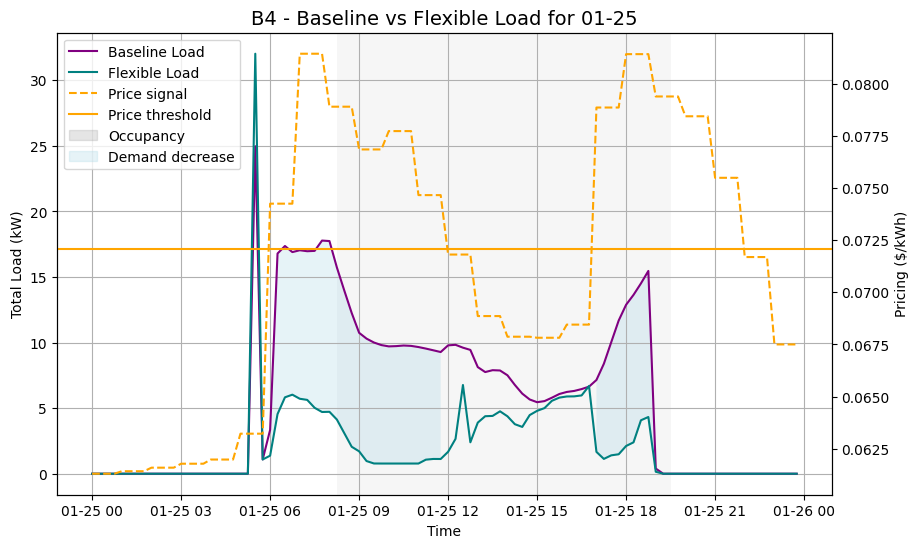 B4 - Baseline vs Flexible Load for 01-25
Baseline Load
Flexible Load
Price signal
Price threshold
Occupancy
Demand decrease
Total Load (kW)
30
25
20
15
10
5
0
0.0800
0.0775
0.0750
0.0725
0.0700
0.0675
0.0650
0.0625
Pricing ($/kWh)
01-25 00
01-25 03
01-25 06
01-25 09
01-25 12
01-25 15
01-25 18
01-25 21
01-26 00
Time